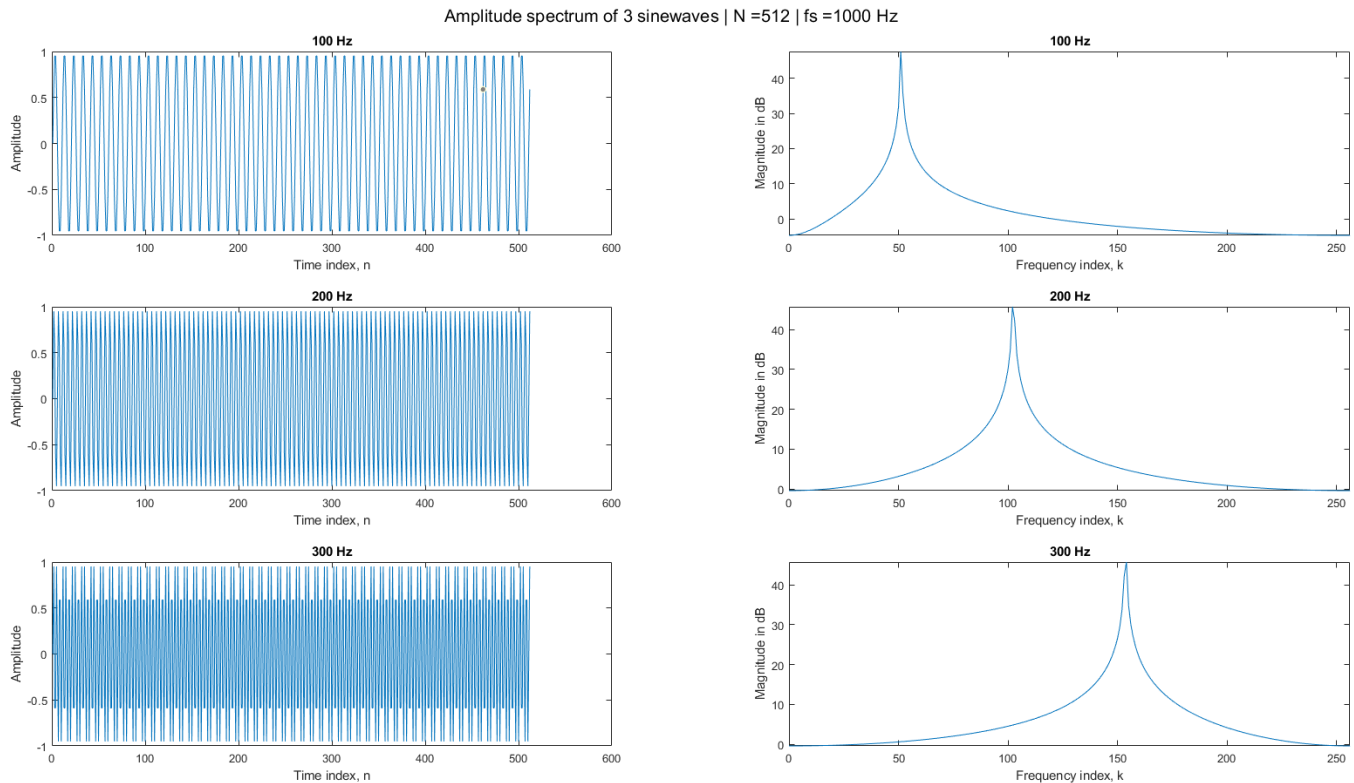 Amplitude spectrum of 3 sinewaves | N =512 | fs =1000 Hz
100 Hz
1
0.5
0
-0.5
-1
Amplitude
0 100 200 300 400 500 600
Time index, n
100 Hz
40
30
20
10
0
Magnitude in dB
0 50 100 150 200 250
Frequency index, k
200 Hz
1
0.5
0
-0.5
-1
Amplitude
0 100 200 300 400 500 600
Time index, n
200 Hz
40
30
20
10
0
Magnitude in dB
0 50 100 150 200 250
Frequency index, k
300 Hz
1
0.5
0
-0.5
-1
Amplitude
0 100 200 300 400 500 600
Time index, n
300 Hz
40
30
20
10
0
Magnitude in dB
0 50 100 150 200 250
Frequency index, k